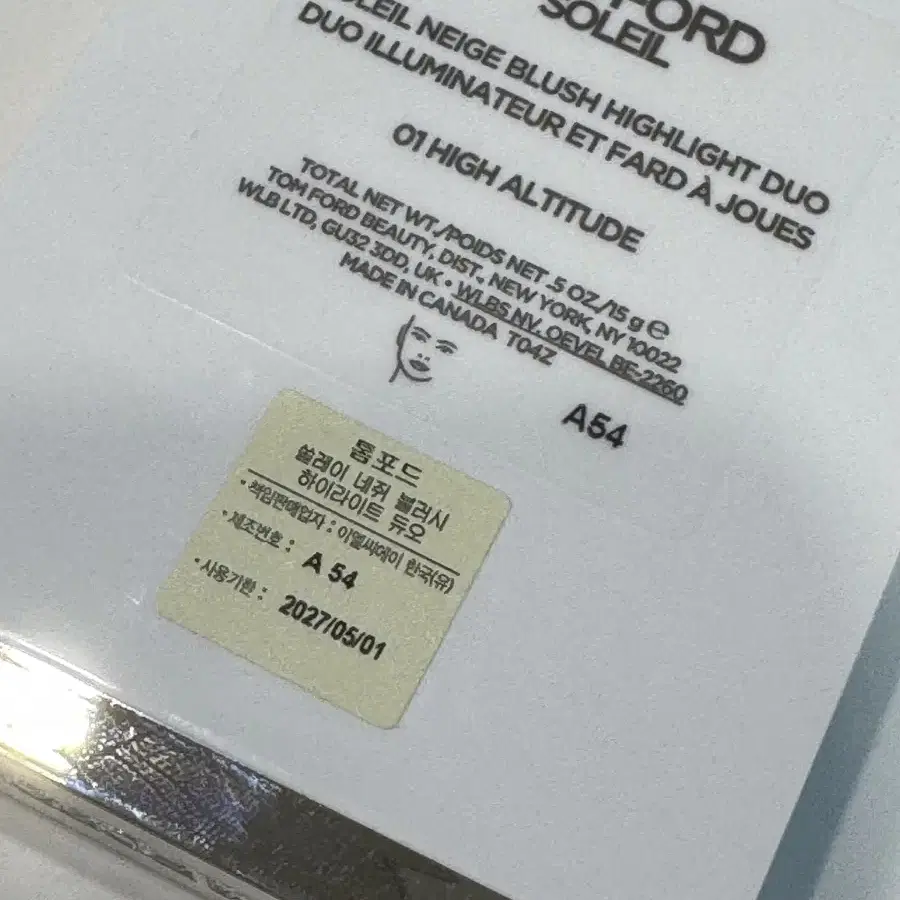 FORD
SOLEIL
SOLEIL NEIGE BLUSH HIGHLIGHT DUO
DUO ILLUMINATEUR ET FARD À JOUES
01 HIGH ALTITUDE
TOTAL NET WT./POIDS NET .5 OZ/15 g ℮
TOM FORD BEAUTY, DIST., NEW YORK, NY 10022
WLB LTD, GU32 3DD, UK • WLBS NV. OEVEL BE-2260
MADE IN CANADA T04Z
A54
톰포드
쏠레이 네쥐 블러시
하이라이트 듀오
· 책임판매업자 : 이엘씨에이 한국(유)
· 제조번호 : A 54
· 사용기한 : 2027/05/01